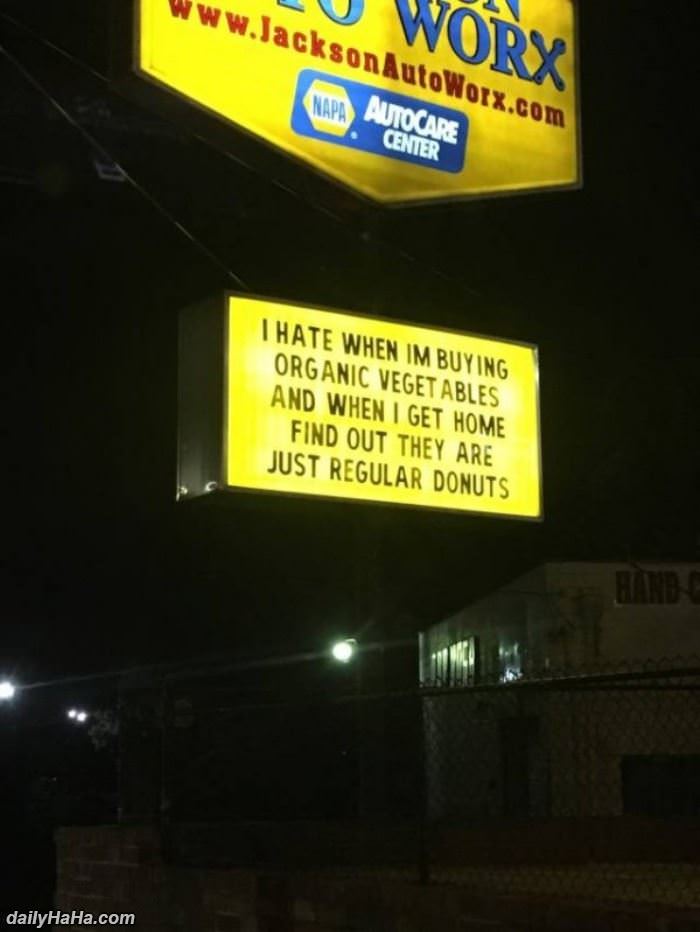 WORX
www.JacksonAutoWorx.com
NAPA AUTOCARE
CENTER
I HATE WHEN IM BUYING
ORGANIC VEGETABLES
AND WHEN I GET HOME
FIND OUT THEY ARE
JUST REGULAR DONUTS
HAND
dailyHaHa.com